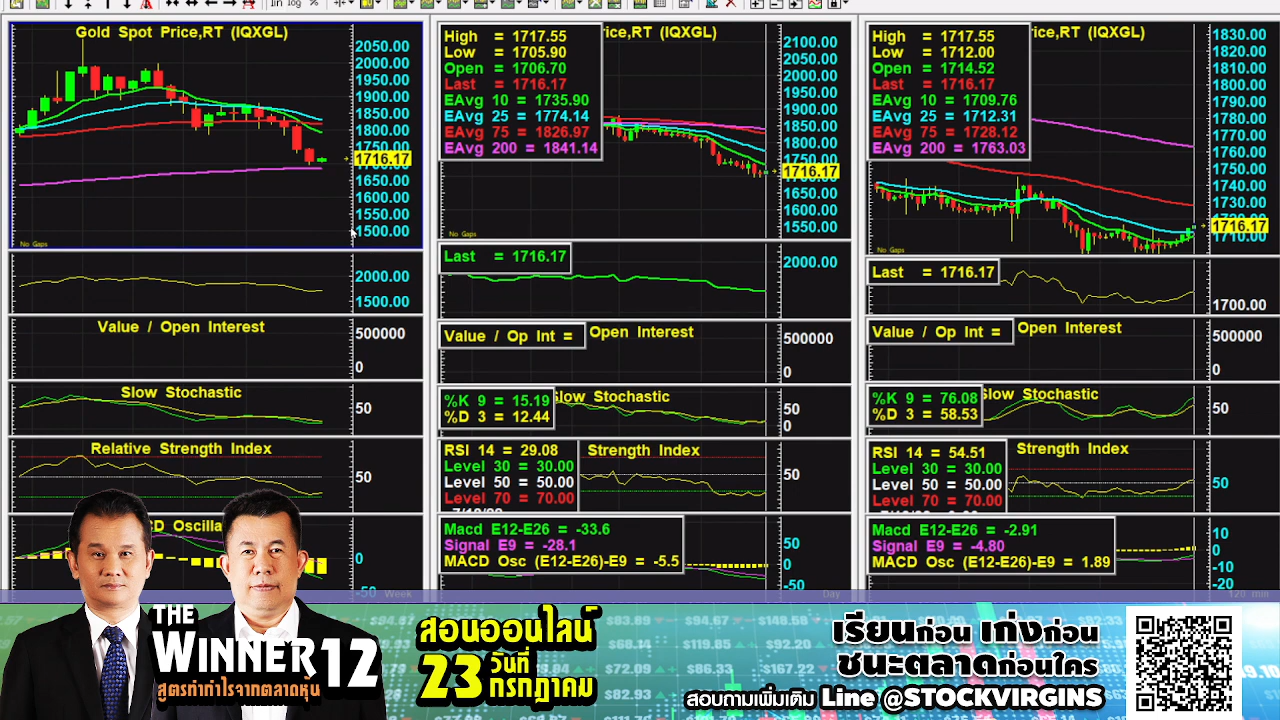 Gold Spot Price,RT (IQXGL)
2050.00
2000.00
1950.00
1900.00
1850.00
1800.00
1750.00
1716.17
1650.00
1600.00
1550.00
1500.00
No Gaps
2000.00
1500.00
Value / Open Interest
500000
0
Slow Stochastic
50
Relative Strength Index
50
CD Oscilla
0
-50
Week
High = 1717.55
Low = 1705.90
Open = 1706.70
Last = 1716.17
EAvg 10 = 1735.90
EAvg 25 = 1774.14
EAvg 75 = 1826.97
EAvg 200 = 1841.14
rice,RT (IQXGL)
2100.00
2050.00
2000.00
1950.00
1900.00
1850.00
1800.00
1750.00
1716.17
1650.00
1600.00
1550.00
No Gaps
Last = 1716.17
2000.00
Value / Op Int =
Open Interest
500000
0
%K 9 = 15.19
%D 3 = 12.44
Slow Stochastic
50
0
RSI 14 = 29.08
Level 30 = 30.00
Level 50 = 50.00
Level 70 = 70.00
Strength Index
50
Macd E12-E26 = -33.6
Signal E9 = -28.1
MACD Osc (E12-E26)-E9 = -5.5
50
0
-50
Day
High = 1717.55
Low = 1712.00
Open = 1714.52
Last = 1716.17
EAvg 10 = 1709.76
EAvg 25 = 1712.31
EAvg 75 = 1728.12
EAvg 200 = 1763.03
rice,RT (IQXGL)
1830.00
1820.00
1810.00
1800.00
1790.00
1780.00
1770.00
1760.00
1750.00
1740.00
1730.00
1716.17
1710.00
No Gaps
Last = 1716.17
1700.00
Value / Op Int =
Open Interest
500000
0
%K 9 = 76.08
%D 3 = 58.53
Slow Stochastic
50
RSI 14 = 54.51
Level 30 = 30.00
Level 50 = 50.00
Level 70 = 70.00
Strength Index
50
Macd E12-E26 = -2.91
Signal E9 = -4.80
MACD Osc (E12-E26)-E9 = 1.89
10
0
-10
-20
120 min
THE
WINNER 12
สูตรทำกำไรจากตลาดหุ้น
สอนออนไลน์
วันที่
23 กรกฎาคม
เรียนก่อน เก่งก่อน
ชนะตลาดก่อนใคร
สอบถามเพิ่มเติม Line @STOCKVIRGINS